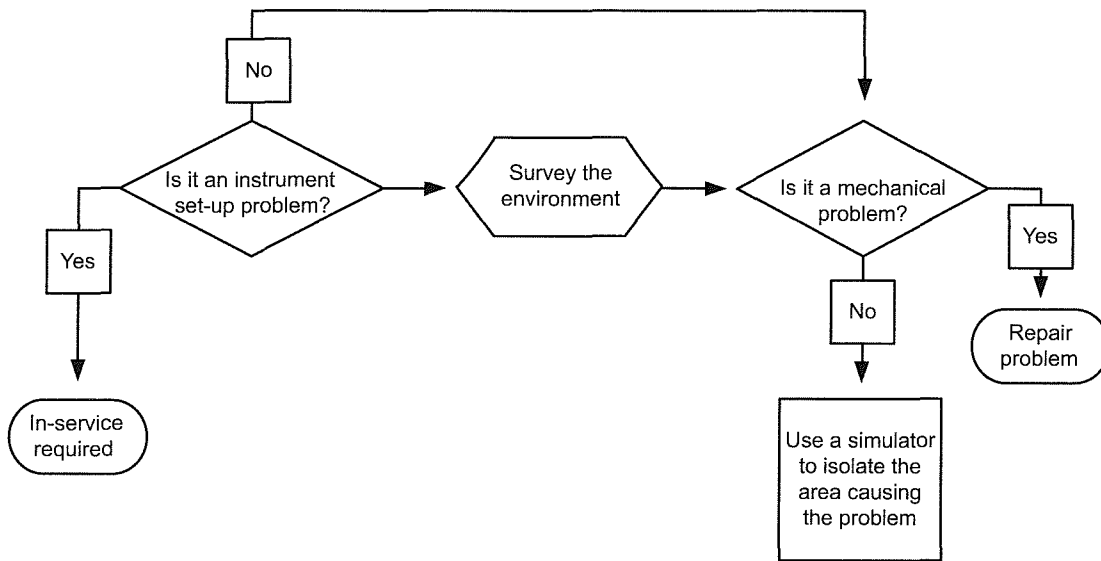 No
Is it an instrument
set-up problem?
Survey the
environment
Is it a mechanical
problem?
Yes
Yes
No
Repair
problem
In-service
required
Use a simulator
to isolate the
area causing
the problem